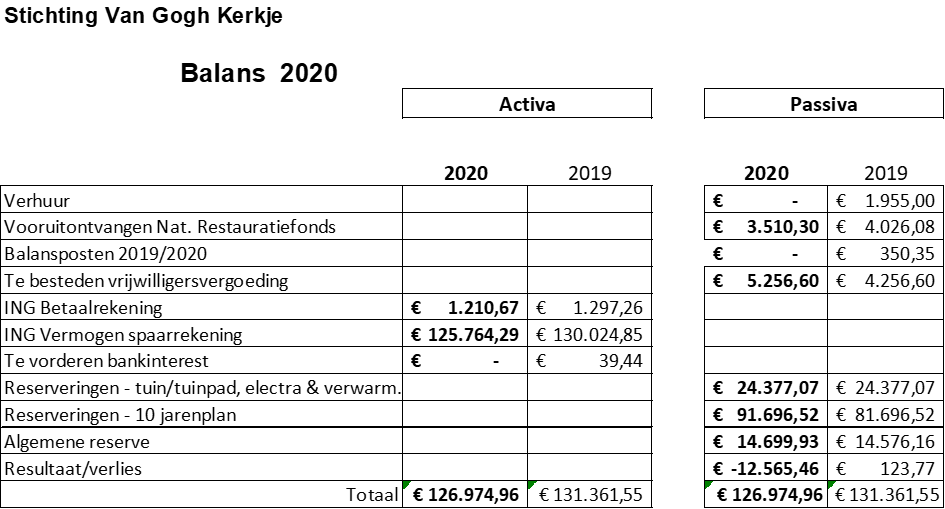 Stichting Van Gogh Kerkje
Balans 2020
Activa Passiva
2020 2019 2020 2019
Verhuur € - € 1.955,00
Vooruitontvangen Nat. Restauratiefonds € 3.510,30 € 4.026,08
Balansposten 2019/2020 € - € 350,35
Te besteden vrijwilligersvergoeding € 5.256,60 € 4.256,60
ING Betaalrekening € 1.210,67 € 1.297,26
ING Vermogen spaarrekening € 125.764,29 € 130.024,85
Te vorderen bankinterest € - € 39,44
Reserveringen - tuin/tuinpad, electra & verwarm. € 24.377,07 € 24.377,07
Reserveringen - 10 jarenplan € 91.696,52 € 81.696,52
Algemene reserve € 14.699,93 € 14.576,16
Resultaat/verlies € -12.565,46 € 123,77
Totaal € 126.974,96 € 131.361,55 € 126.974,96 € 131.361,55